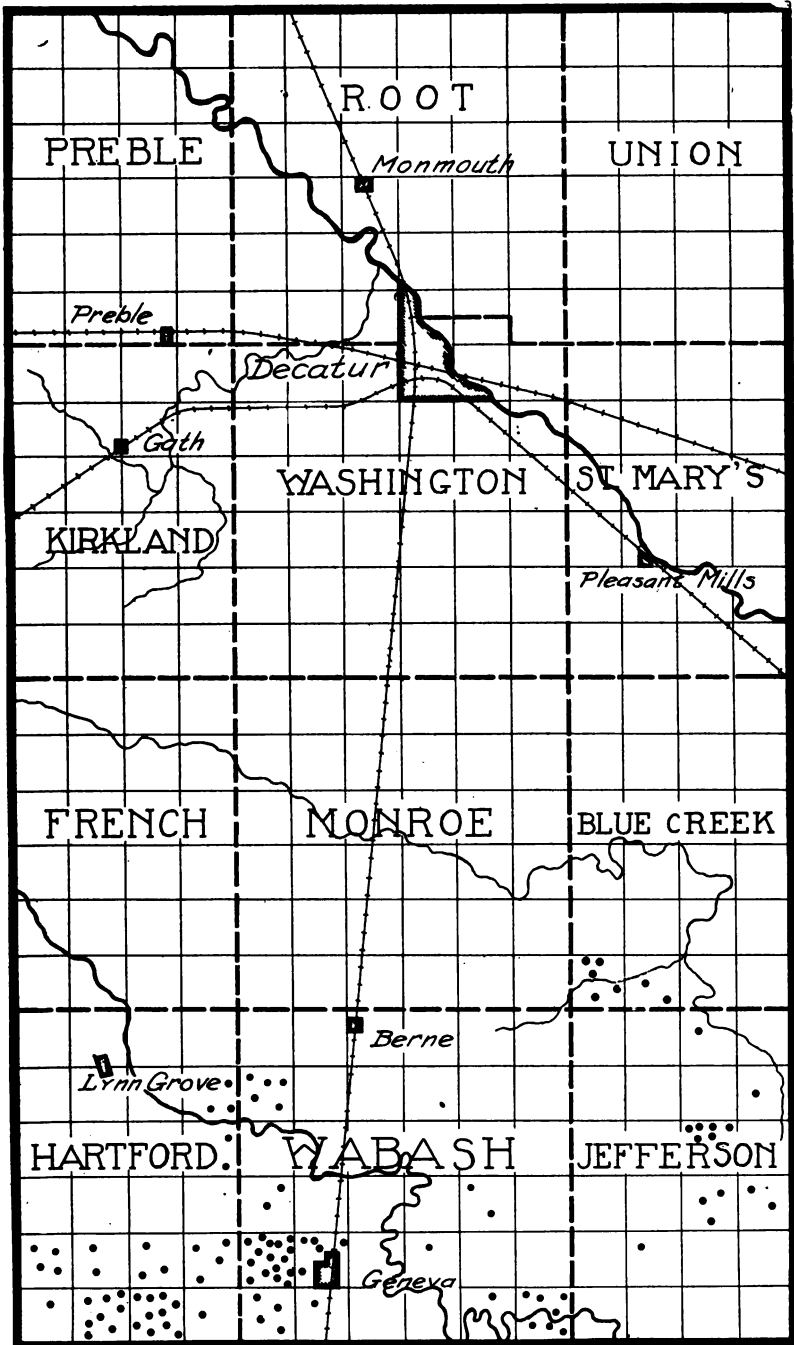 ROOT
PREBLE
UNION
Monmouth
Preble
Decatur
Gath
WASHINGTON
ST MARY'S
KIRKLAND
Pleasant Mills
FRENCH
MONROE
BLUE CREEK
Berne
Lynn Grove
HARTFORD
WABASH
JEFFERSON
Geneva